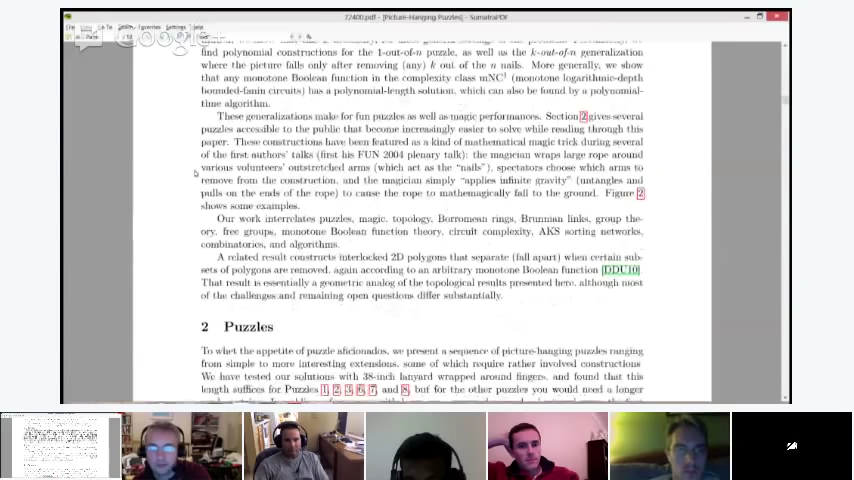 72400.pdf - [Picture-Hanging Puzzles] - SumatraPDF
Google+
find polynomial constructions for the 1-out-of-n puzzle, as well as the k-out-of-n generalization
where the picture falls only after removing (any) k out of the n nails. More generally, we show
that any monotone Boolean function in the complexity class mNC¹ (monotone logarithmic-depth
bounded-fanin circuits) has a polynomial-length solution, which can also be found by a polynomial-
time algorithm.
These generalizations make for fun puzzles as well as magic performances. Section 2 gives several
puzzles accessible to the public that become increasingly easier to solve while reading through this
paper. These constructions have been featured as a kind of mathematical magic trick during several
of the first authors' talks (first his FUN 2004 plenary talk): the magician wraps large rope around
various volunteers' outstretched arms (which act as the "nails"), spectators choose which arms to
remove from the construction, and the magician simply "applies infinite gravity" (untangles and
pulls on the ends of the rope) to cause the rope to mathematically fall to the ground. Figure 2
shows some examples.
Our work interrelates puzzles, magic, topology, Borromean rings, Brunnian links, group the-
ory, free groups, monotone Boolean function theory, circuit complexity, AKS sorting networks,
combinatorics, and algorithms.
A related result constructs interlocked 2D polygons that separate (fall apart) when certain sub-
sets of polygons are removed, again according to an arbitrary monotone Boolean function [DDU10].
That result is essentially a geometric analog of the topological results presented here, although most
of the challenges and remaining open questions differ substantially.
2 Puzzles
To whet the appetite of puzzle aficionados, we present a sequence of picture-hanging puzzles ranging
from simple to more interesting extensions, some of which require rather involved constructions.
We have tested our solutions with 38-inch lanyard wrapped around fingers, and found that this
length suffices for Puzzles 1, 2, 3, 6, 7, and 8, but for the other puzzles you would need a longer